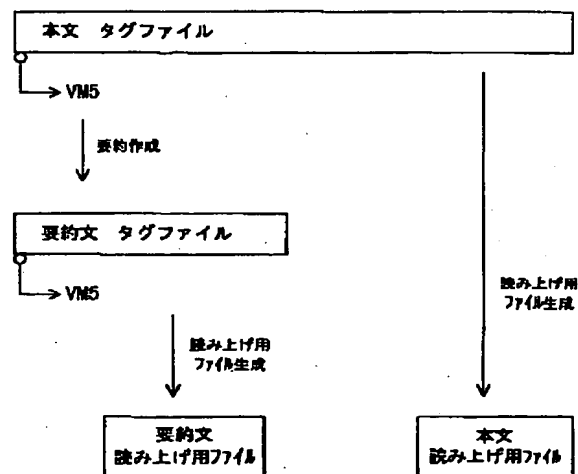 本文 タグファイル
VM5
要約作成
要約文 タグファイル
VM5
読み上げ用
ファイル生成
読み上げ用
ファイル生成
要約文
読み上げ用ファイル
本文
読み上げ用ファイル